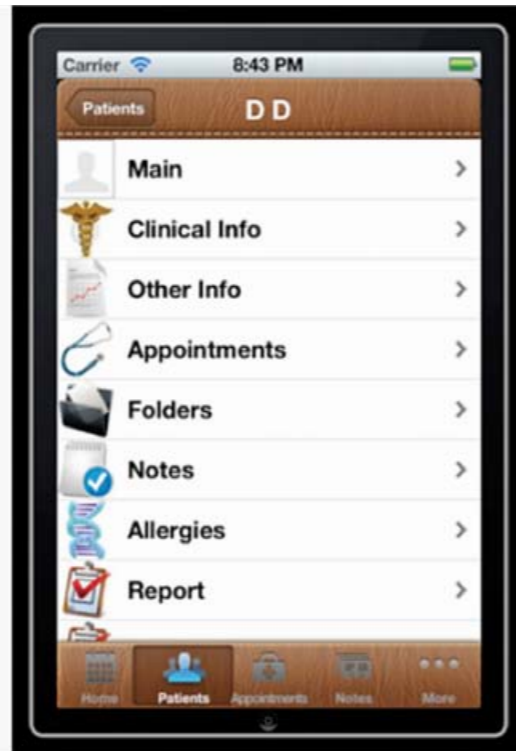 Carrier 8:43 PM
Patients D D
Main
Clinical Info
Other Info
Appointments
Folders
Notes
Allergies
Report
Home Patients Appointments Notes More